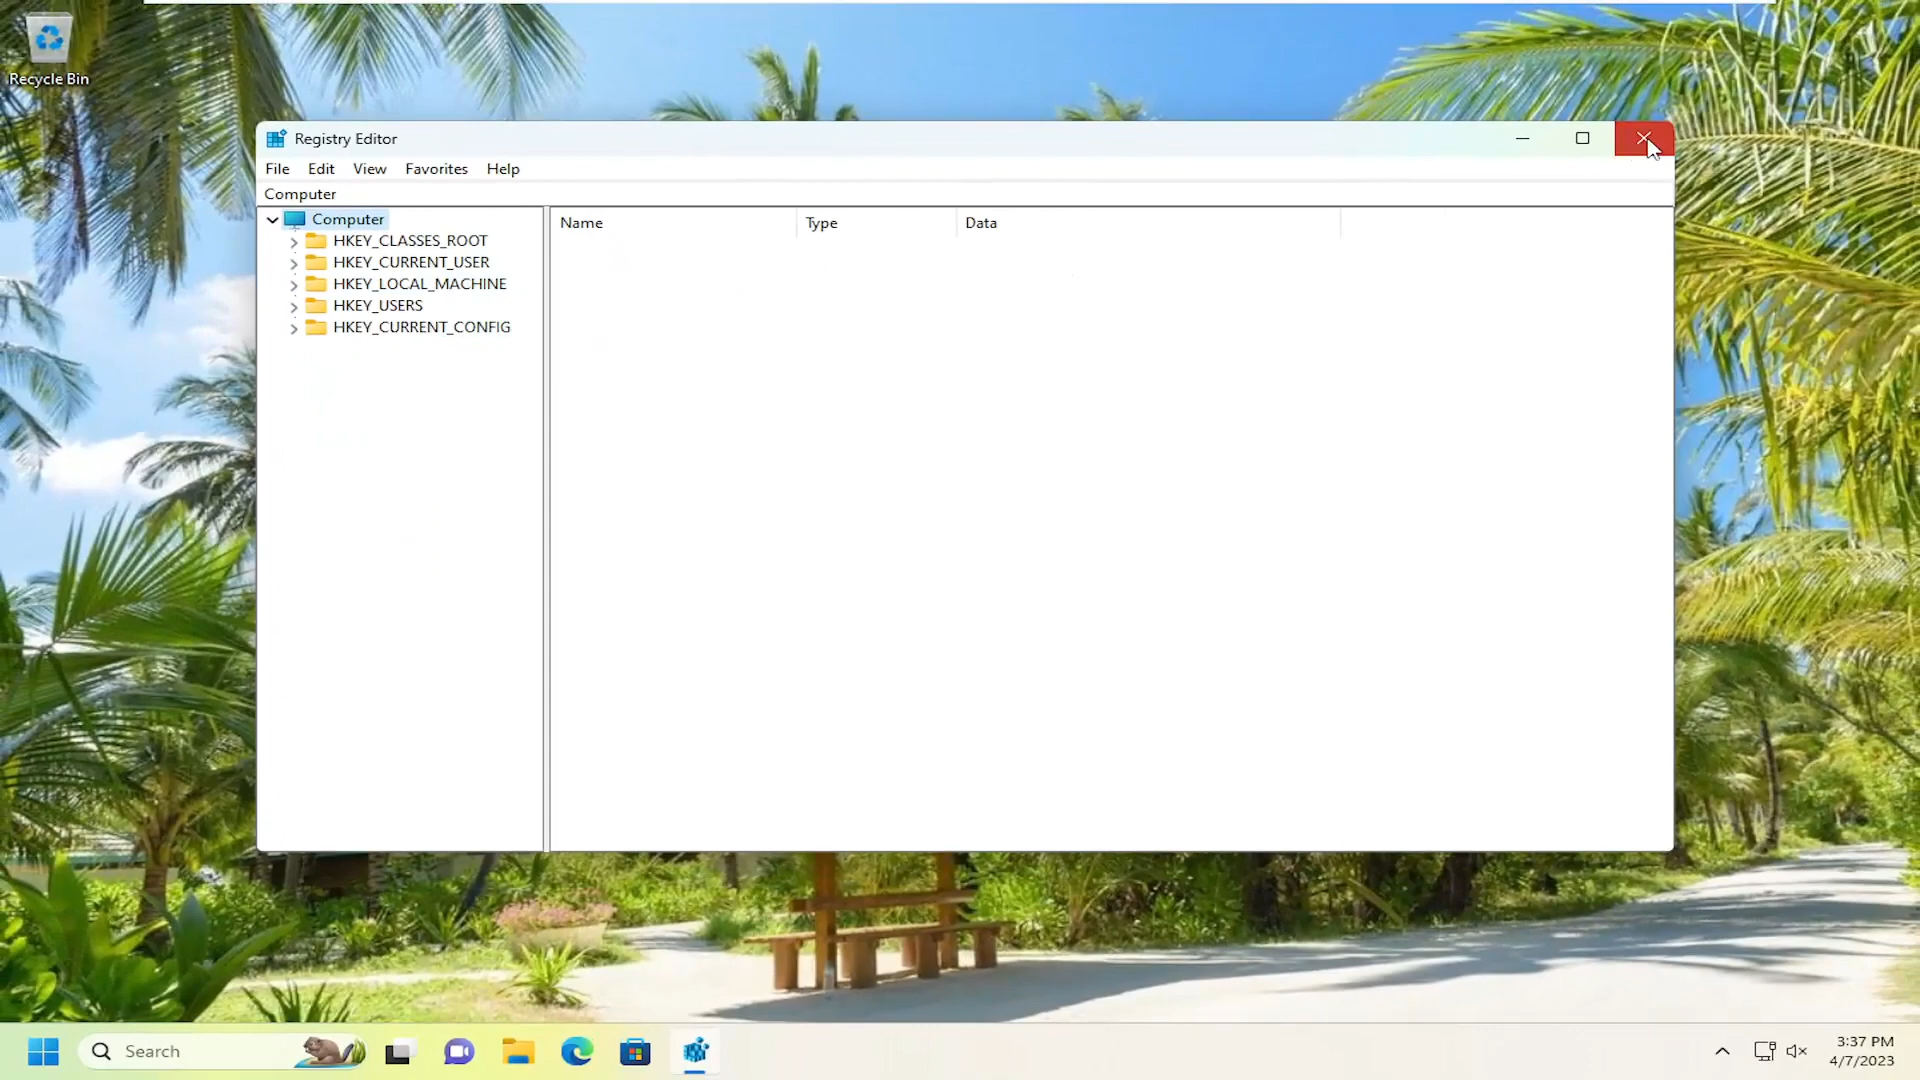 Recycle Bin
Registry Editor
File Edit View Favorites Help
Computer
Computer
HKEY_CLASSES_ROOT
HKEY_CURRENT_USER
HKEY_LOCAL_MACHINE
HKEY_USERS
HKEY_CURRENT_CONFIG
Name Type Data
Search
3:37 PM
4/7/2023